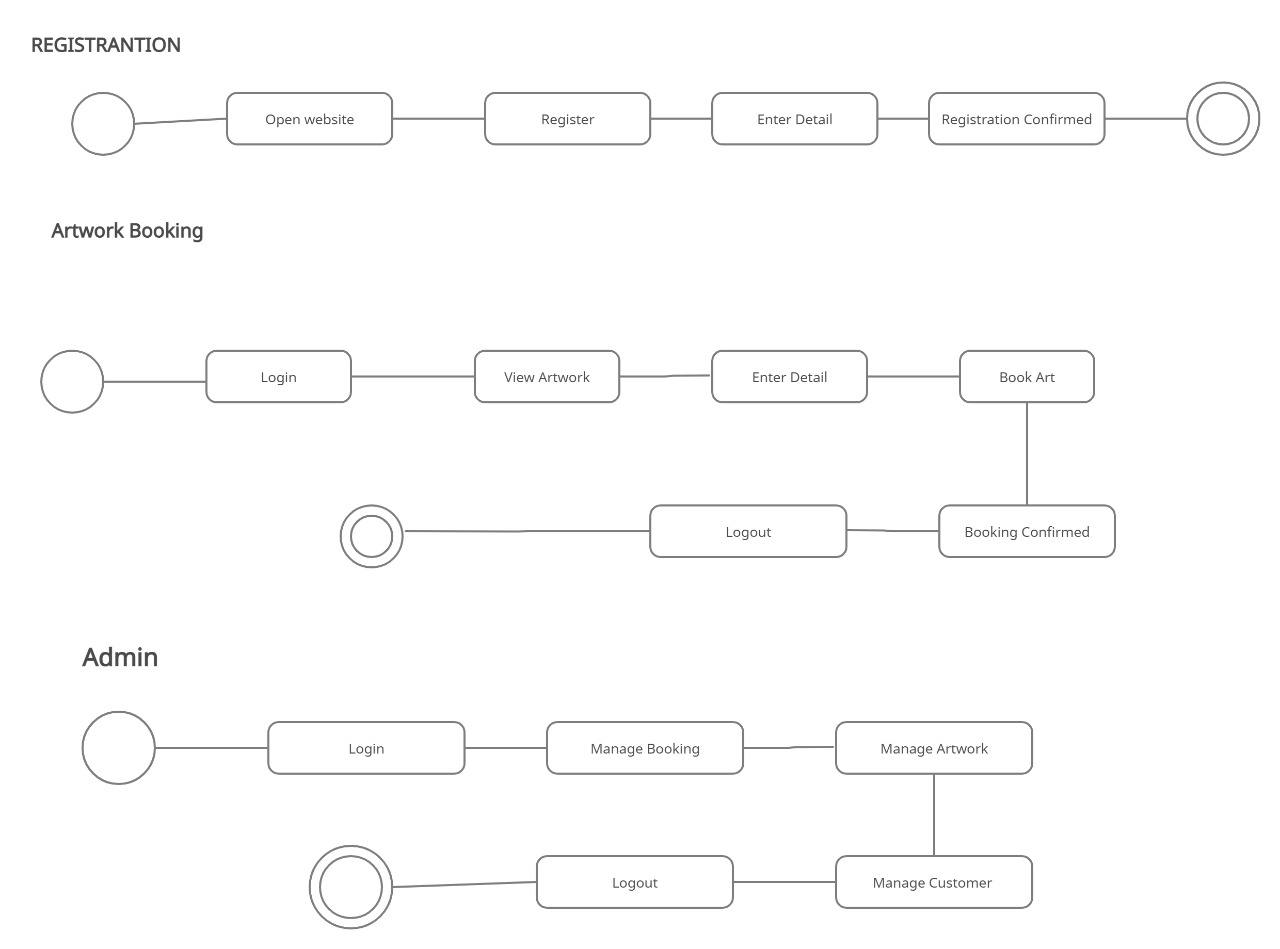 REGISTRANTION
Open website
Register
Enter Detail
Registration Confirmed
Artwork Booking
Login
View Artwork
Enter Detail
Book Art
Logout
Booking Confirmed
Admin
Login
Manage Booking
Manage Artwork
Logout
Manage Customer